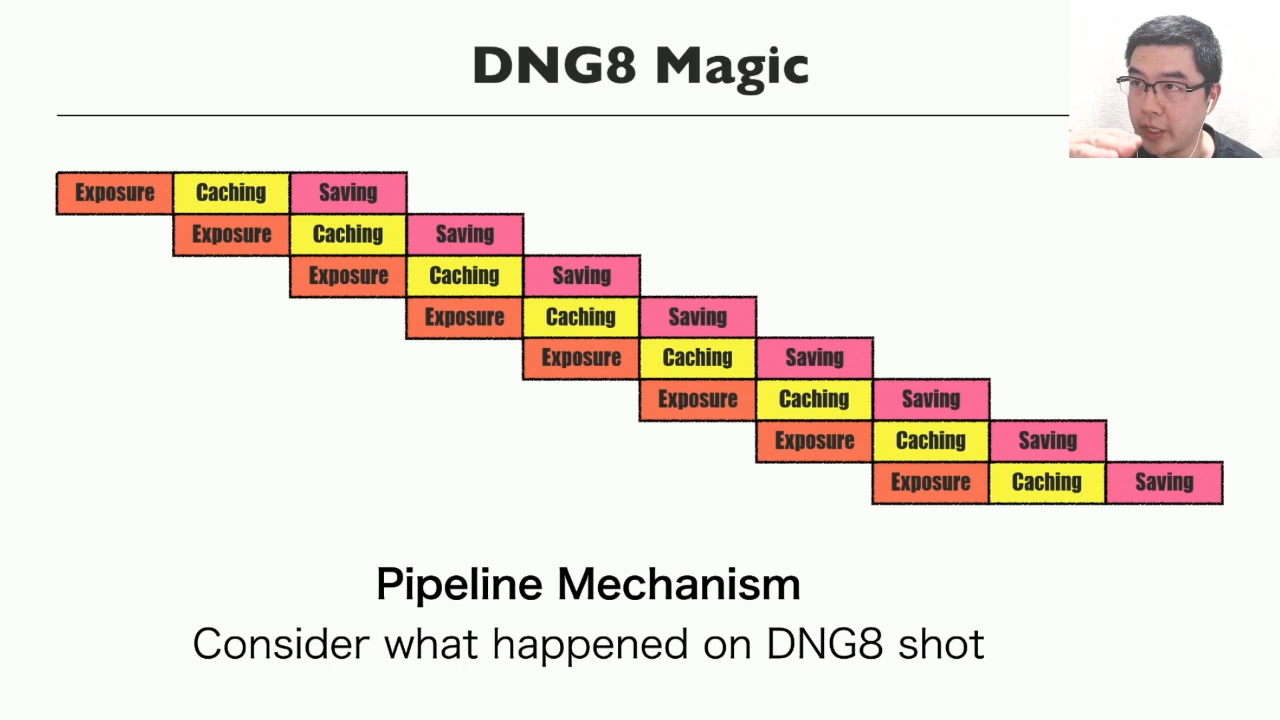 DNG8 Magic
Exposure Caching Saving
Exposure Caching Saving
Exposure Caching Saving
Exposure Caching Saving
Exposure Caching Saving
Exposure Caching Saving
Exposure Caching Saving
Exposure Caching Saving
Pipeline Mechanism
Consider what happened on DNG8 shot